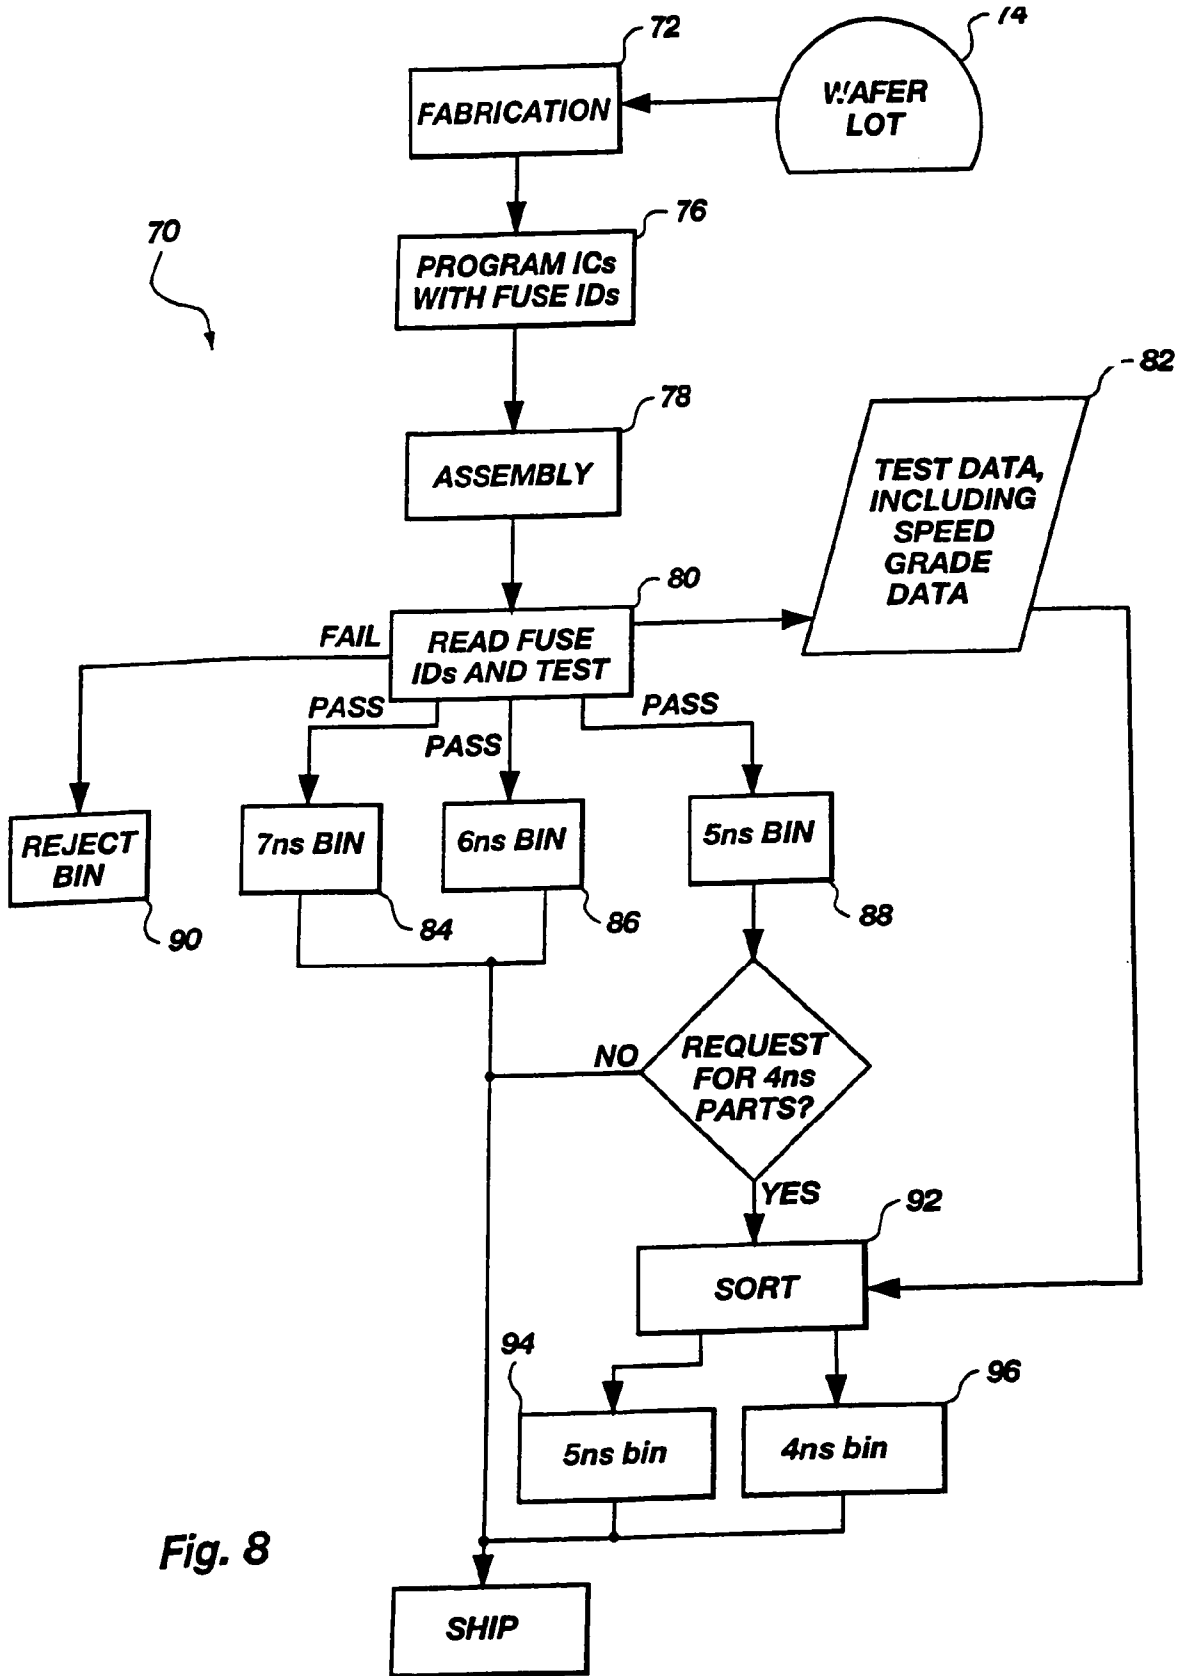 72
74
FABRICATION
WAFER
LOT
76
70
PROGRAM ICs
WITH FUSE IDs
82
78
ASSEMBLY
TEST DATA,
INCLUDING
SPEED
GRADE
DATA
80
FAIL
READ FUSE
IDs AND TEST
PASS
PASS
PASS
REJECT
BIN
7ns BIN
6ns BIN
5ns BIN
90
84
86
88
NO
REQUEST
FOR 4ns
PARTS?
YES
92
SORT
94
96
5ns bin
4ns bin
Fig. 8
SHIP